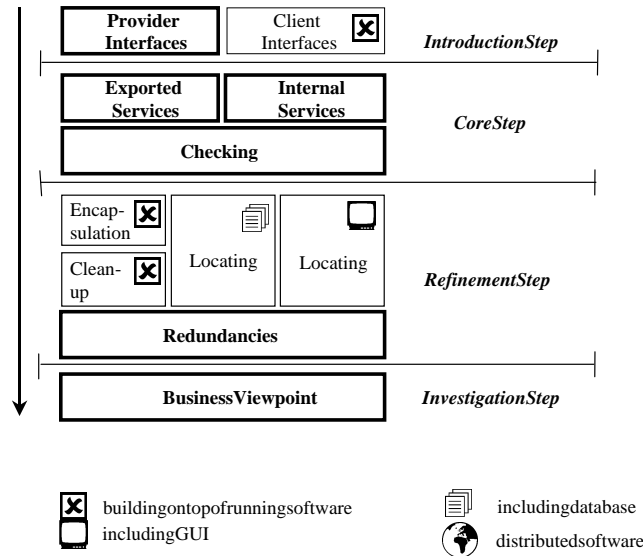 Provider
Interfaces
Client
Interfaces
IntroductionStep
Exported
Services
Internal
Services
CoreStep
Checking
Encap-
sulation
Clean-
up
Locating
Locating
RefinementStep
Redundancies
BusinessViewpoint
InvestigationStep
buildingontopofrunningsoftware
includingGUI
includingdatabase
distributedsoftware